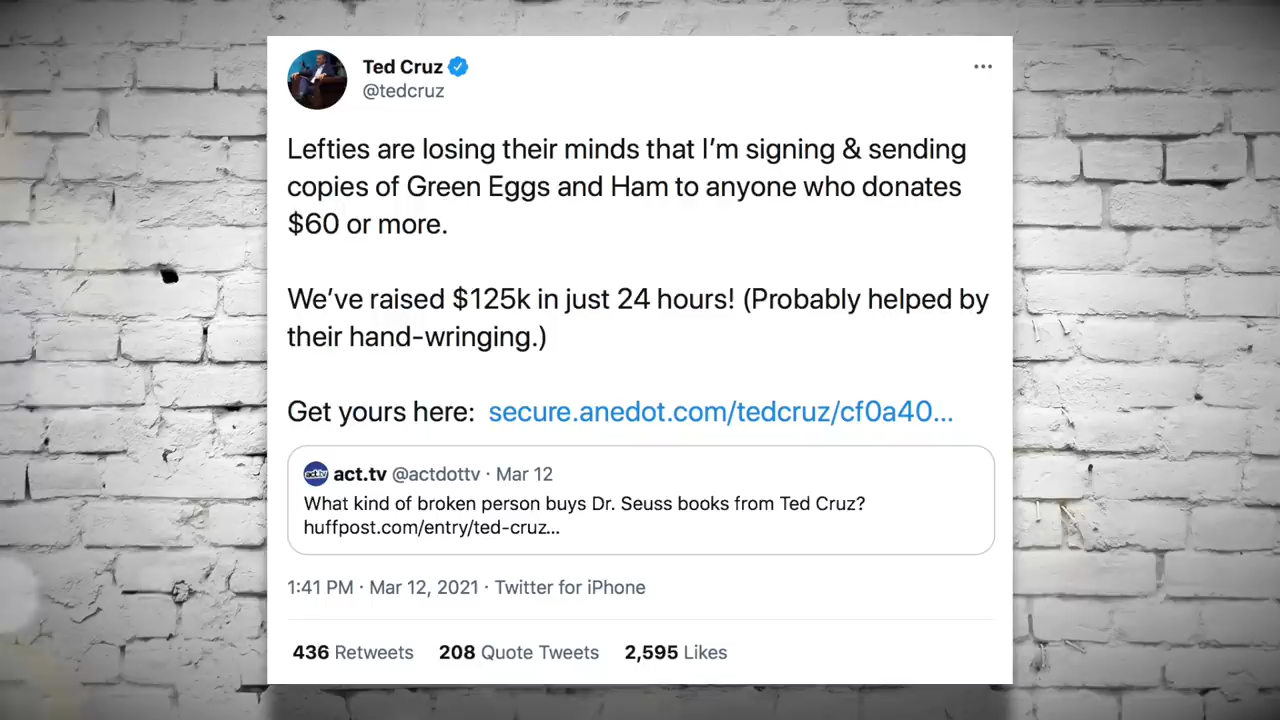 Ted Cruz
@tedcruz
Lefties are losing their minds that I'm signing & sending
copies of Green Eggs and Ham to anyone who donates
$60 or more.
We've raised $125k in just 24 hours! (Probably helped by
their hand-wringing.)
Get yours here: secure.anedot.com/tedcruz/cf0a40...
act.tv
act.tv @actdottv · Mar 12
What kind of broken person buys Dr. Seuss books from Ted Cruz?
huffpost.com/entry/ted-cruz...
1:41 PM · Mar 12, 2021 · Twitter for iPhone
436 Retweets 208 Quote Tweets 2,595 Likes